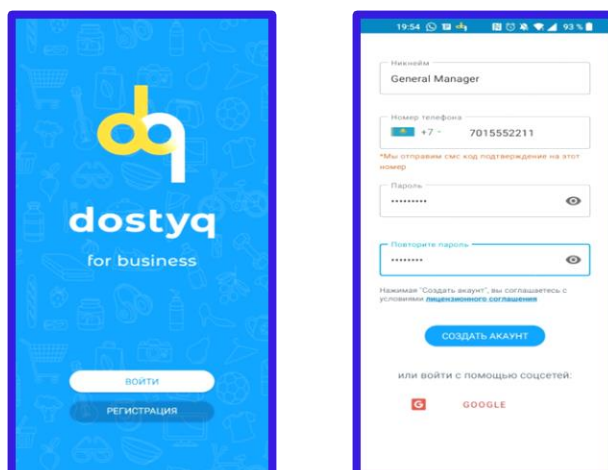 dq
dostyq
for business
ВОЙТИ
РЕГИСТРАЦИЯ
19:54 93 %
Никнейм
General Manager
Номер телефона
+7 - 7015552211
*Мы отправим смс код подтверждение на этот
номер
Пароль
•••••••••
Повторите пароль
••••••••
Нажимая "Создать акаунт", вы соглашаетесь с
условиями лицензионного соглашения
СОЗДАТЬ АКАУНТ
или войти с помощью соцсетей:
G GOOGLE